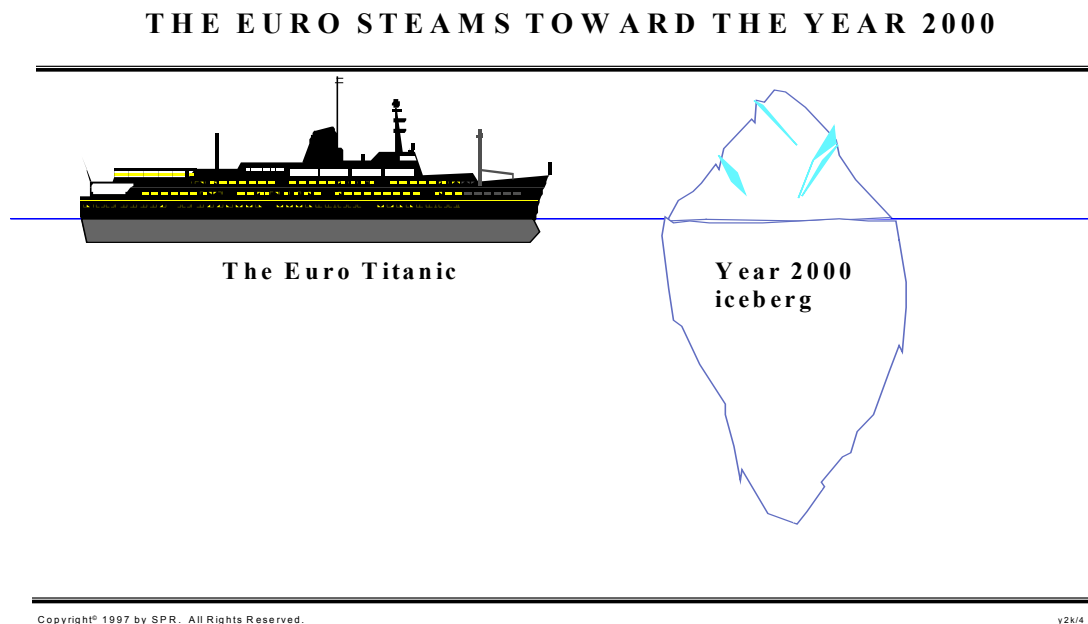 THE EURO STEAMS TOWARD THE YEAR 2000
The Euro Titanic
Year 2000
iceberg
Copyright© 1997 by SPR. All Rights Reserved.
y2k/4